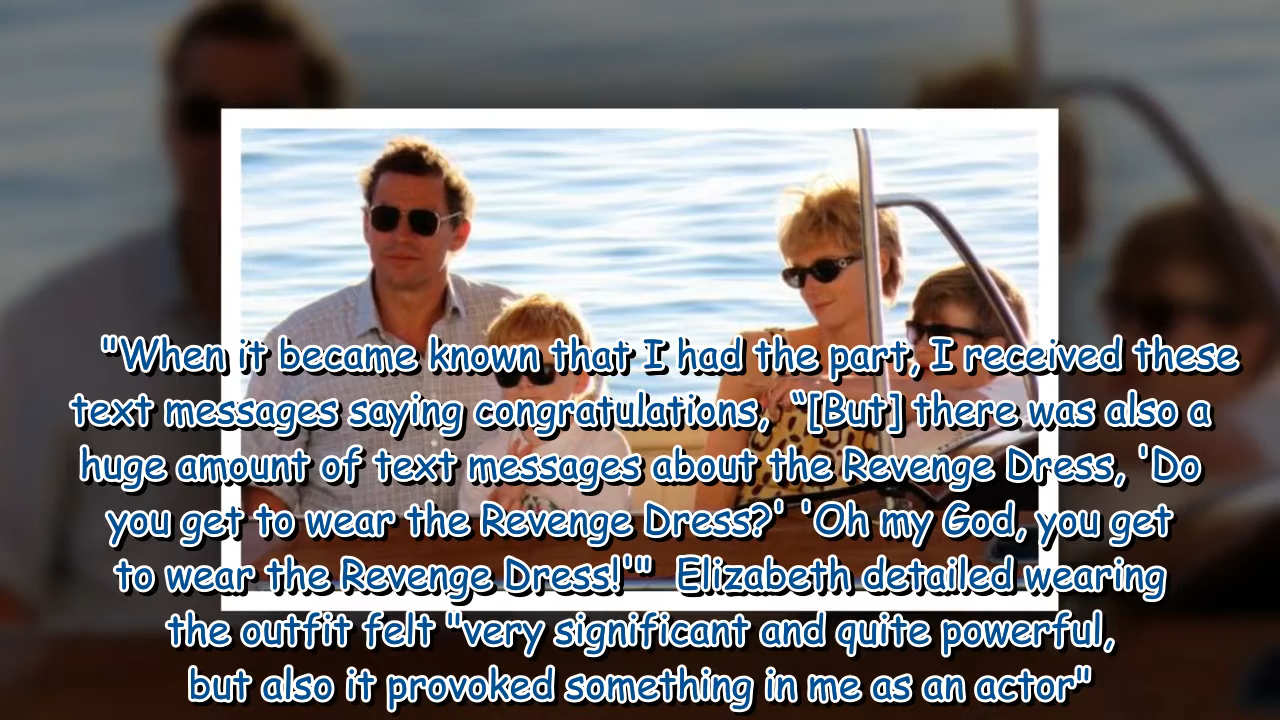 "When it became known that I had the part, I received these
text messages saying congratulations, “[But] there was also a
huge amount of text messages about the Revenge Dress, 'Do
you get to wear the Revenge Dress?' 'Oh my God, you get
to wear the Revenge Dress!'"  Elizabeth detailed wearing
the outfit felt "very significant and quite powerful,
but also it provoked something in me as an actor"